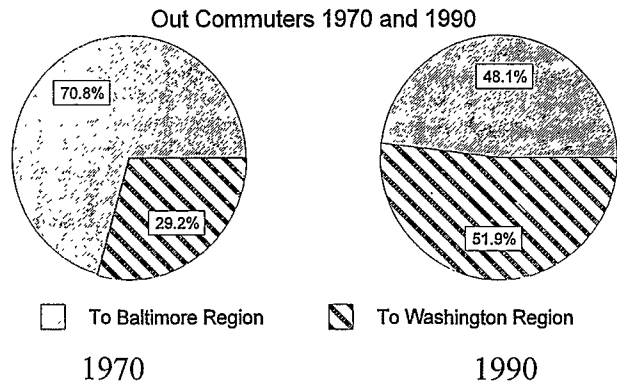 Out Commuters 1970 and 1990
70.8%
29.2%
48.1%
51.9%
To Baltimore Region
To Washington Region
1970
1990